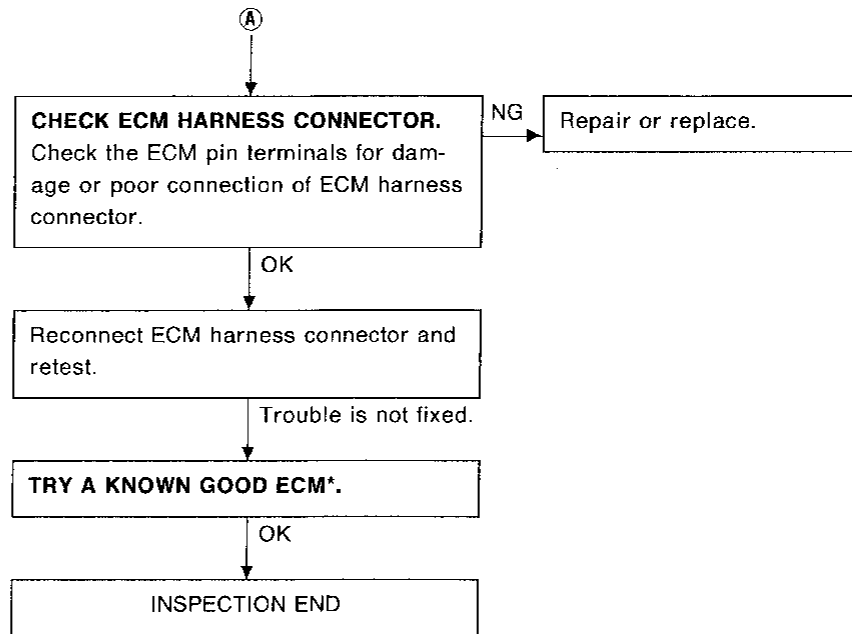 Ⓐ
CHECK ECM HARNESS CONNECTOR.
Check the ECM pin terminals for dam-
age or poor connection of ECM harness
connector.
NG
Repair or replace.
OK
Reconnect ECM harness connector and
retest.
Trouble is not fixed.
TRY A KNOWN GOOD ECM*.
OK
INSPECTION END